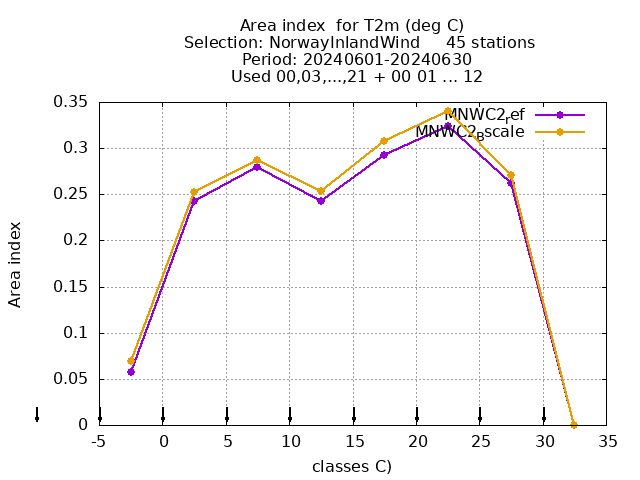 Area index  for T2m (deg C)
Selection: NorwayInlandWind     45 stations
Period: 20240601-20240630
Used 00,03,...,21 + 00 01 ... 12
0.35
0.3
0.25
0.2
0.15
0.1
0.05
0
Area index
MNWC2ref
MNWC2Bscale
-5 0 5 10 15 20 25 30 35
classes C)